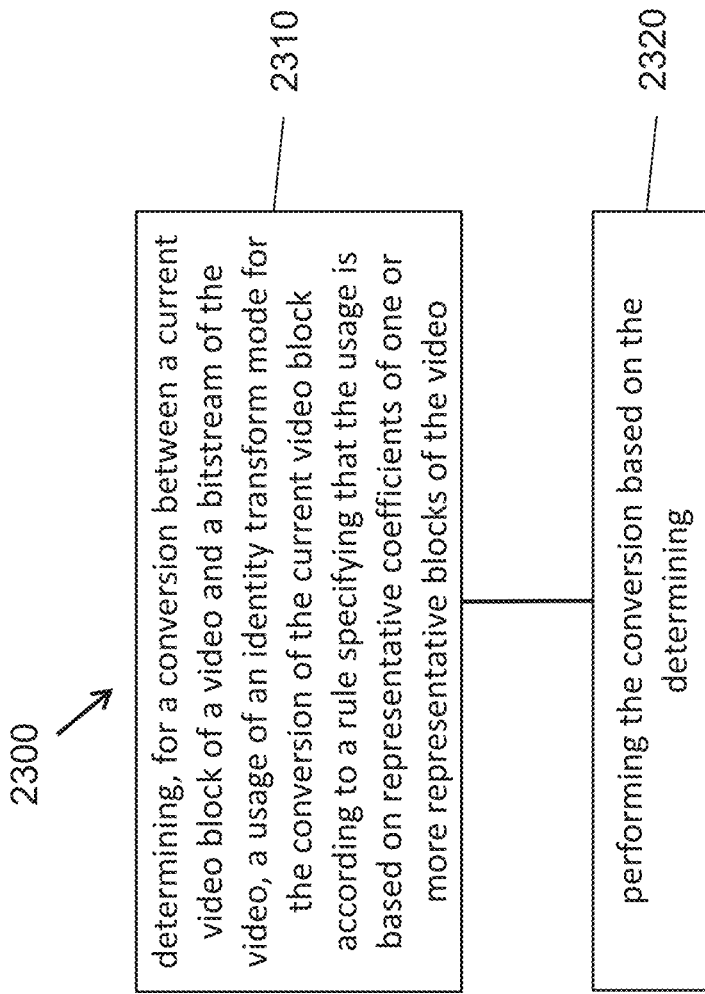 2300
determining, for a conversion between a current
video block of a video and a bitstream of the
video, a usage of an identity transform mode for
the conversion of the current video block
according to a rule specifying that the usage is
based on representative coefficients of one or
more representative blocks of the video
2310
performing the conversion based on the
determining
2320